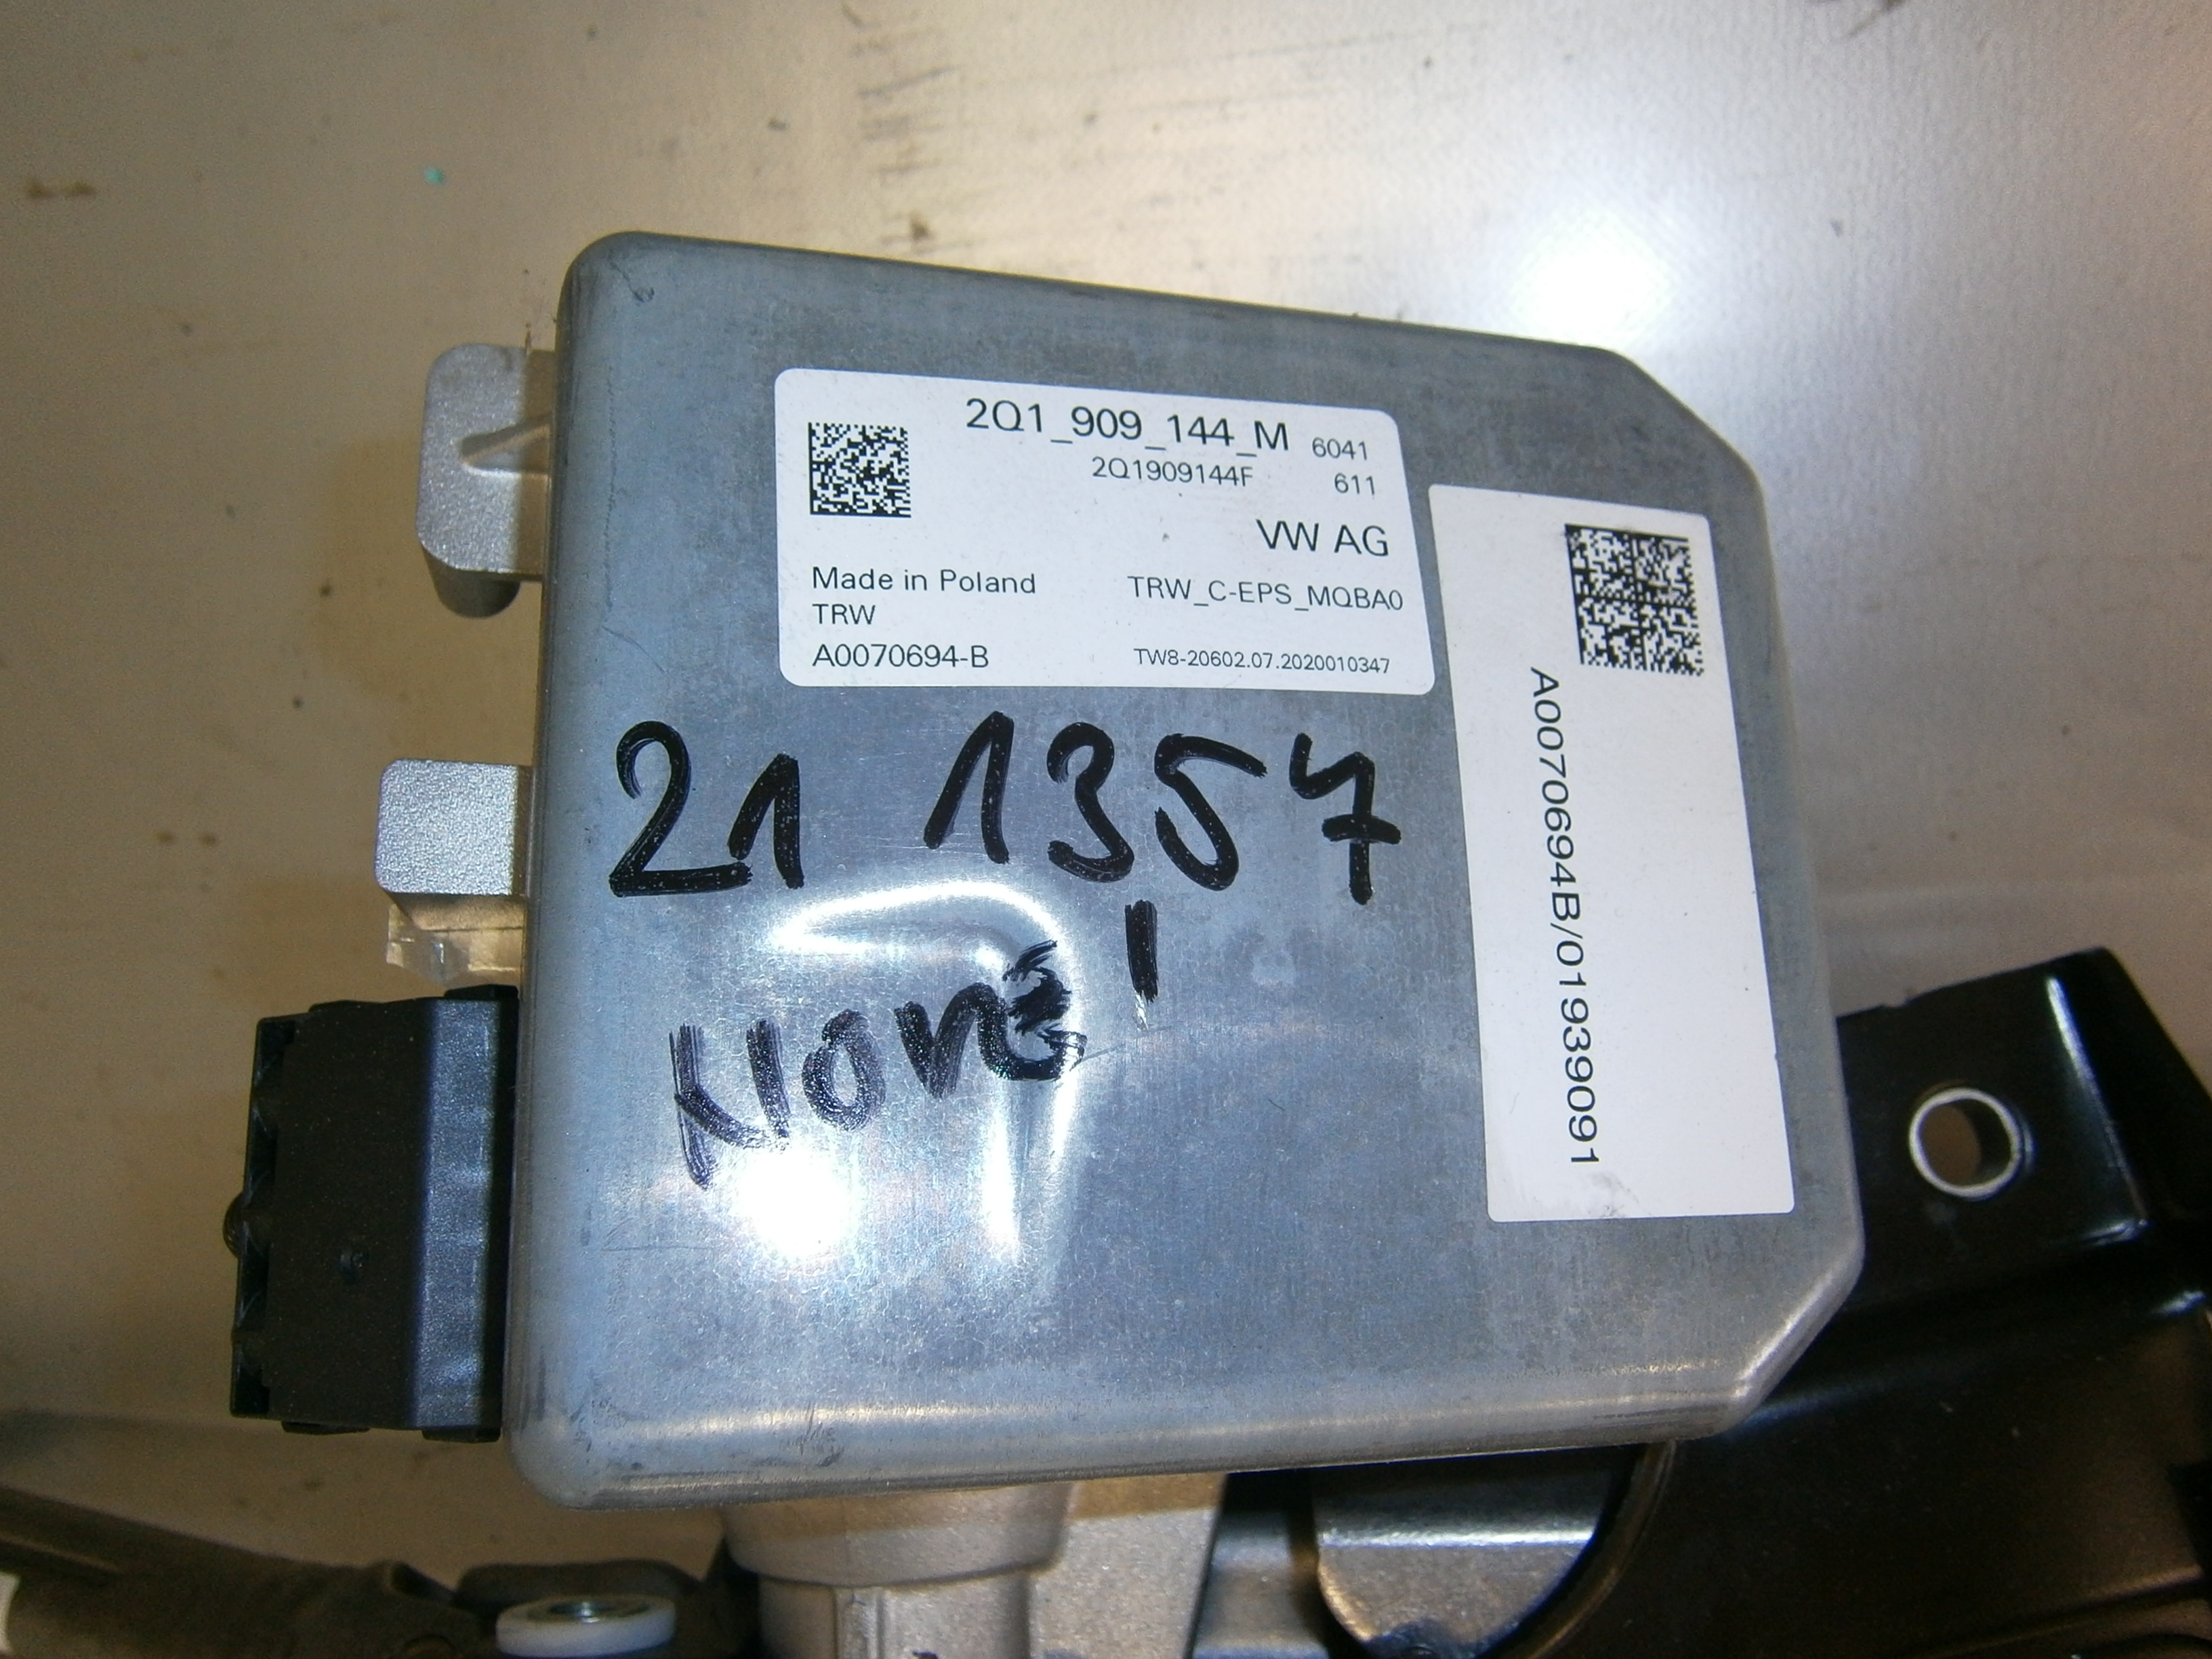 2Q1_909_144_M 6041
2Q1909144F 611
VW AG
Made in Poland TRW_C-EPS_MQBA0
TRW
A0070694-B TW8-20602.07.2020010347
A0070694B/01939091
21 1357